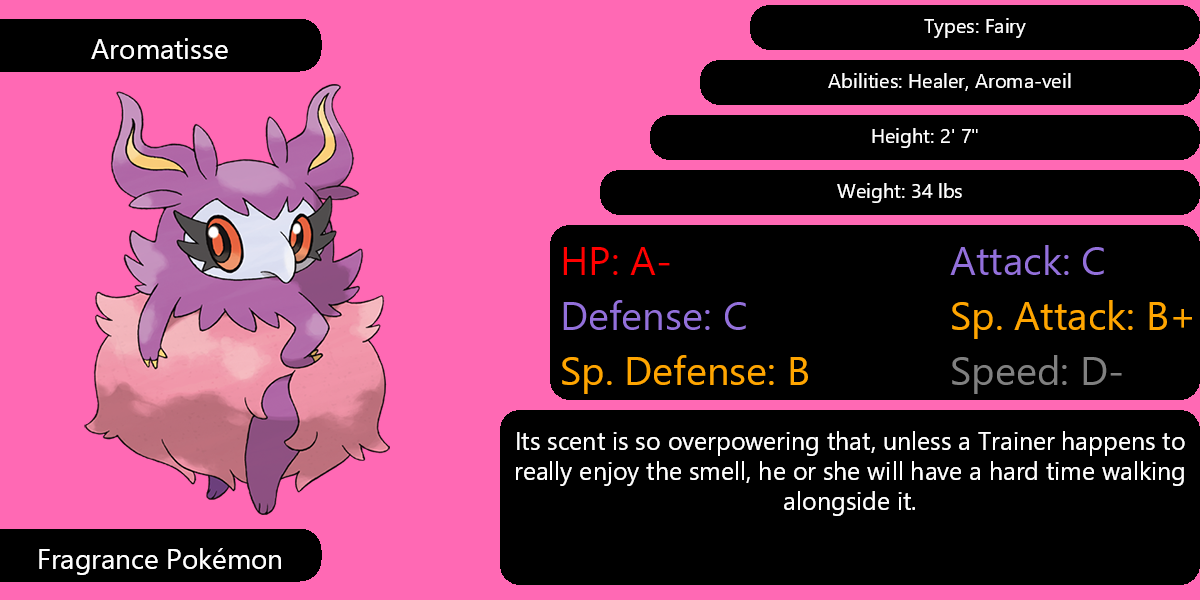 Aromatisse
Types: Fairy
Abilities: Healer, Aroma-veil
Height: 2' 7"
Weight: 34 lbs
HP: A-
Attack: C
Defense: C
Sp. Attack: B+
Sp. Defense: B
Speed: D-
Its scent is so overpowering that, unless a Trainer happens to
really enjoy the smell, he or she will have a hard time walking
alongside it.
Fragrance Pokémon